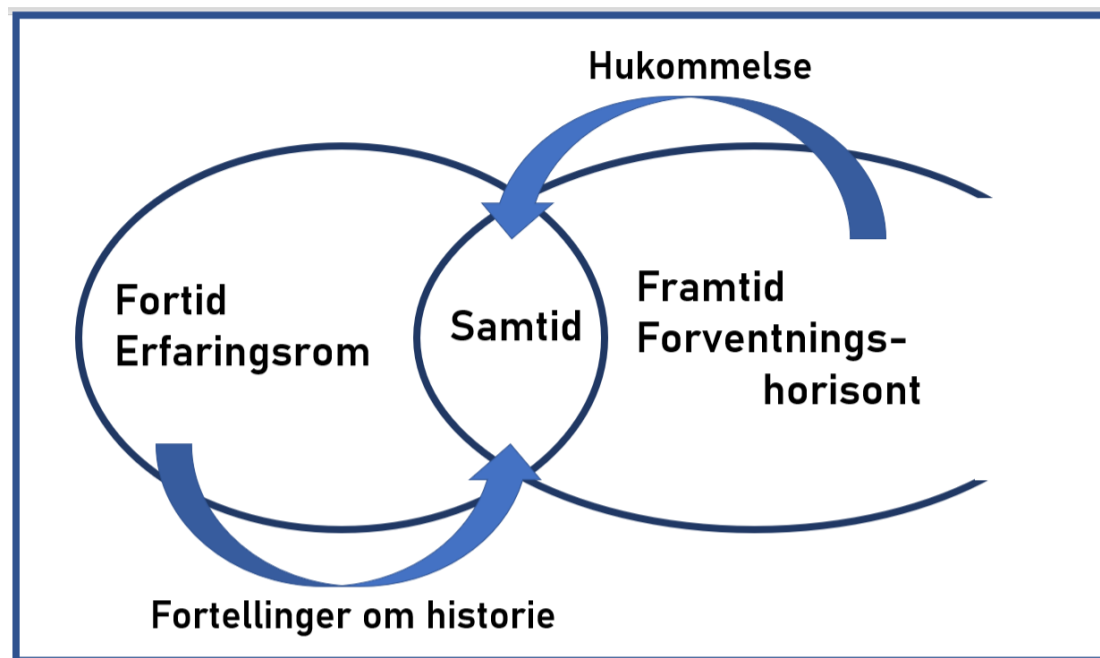 Hukommelse
Fortid
Erfaringsrom
Samtid
Framtid
Forventnings-
horisont
Fortellinger om historie